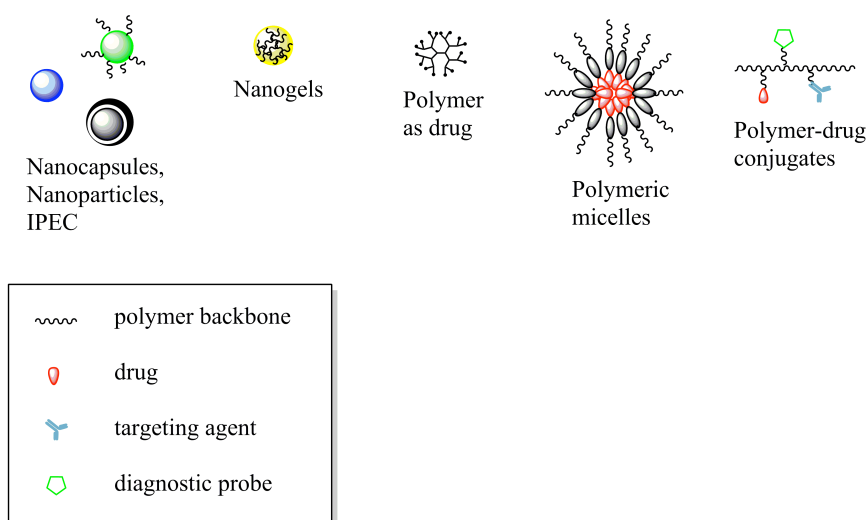 Nanocapsules,
Nanoparticles,
IPEC
Nanogels
Polymer
as drug
Polymeric
micelles
Polymer-drug
conjugates
polymer backbone
drug
targeting agent
diagnostic probe